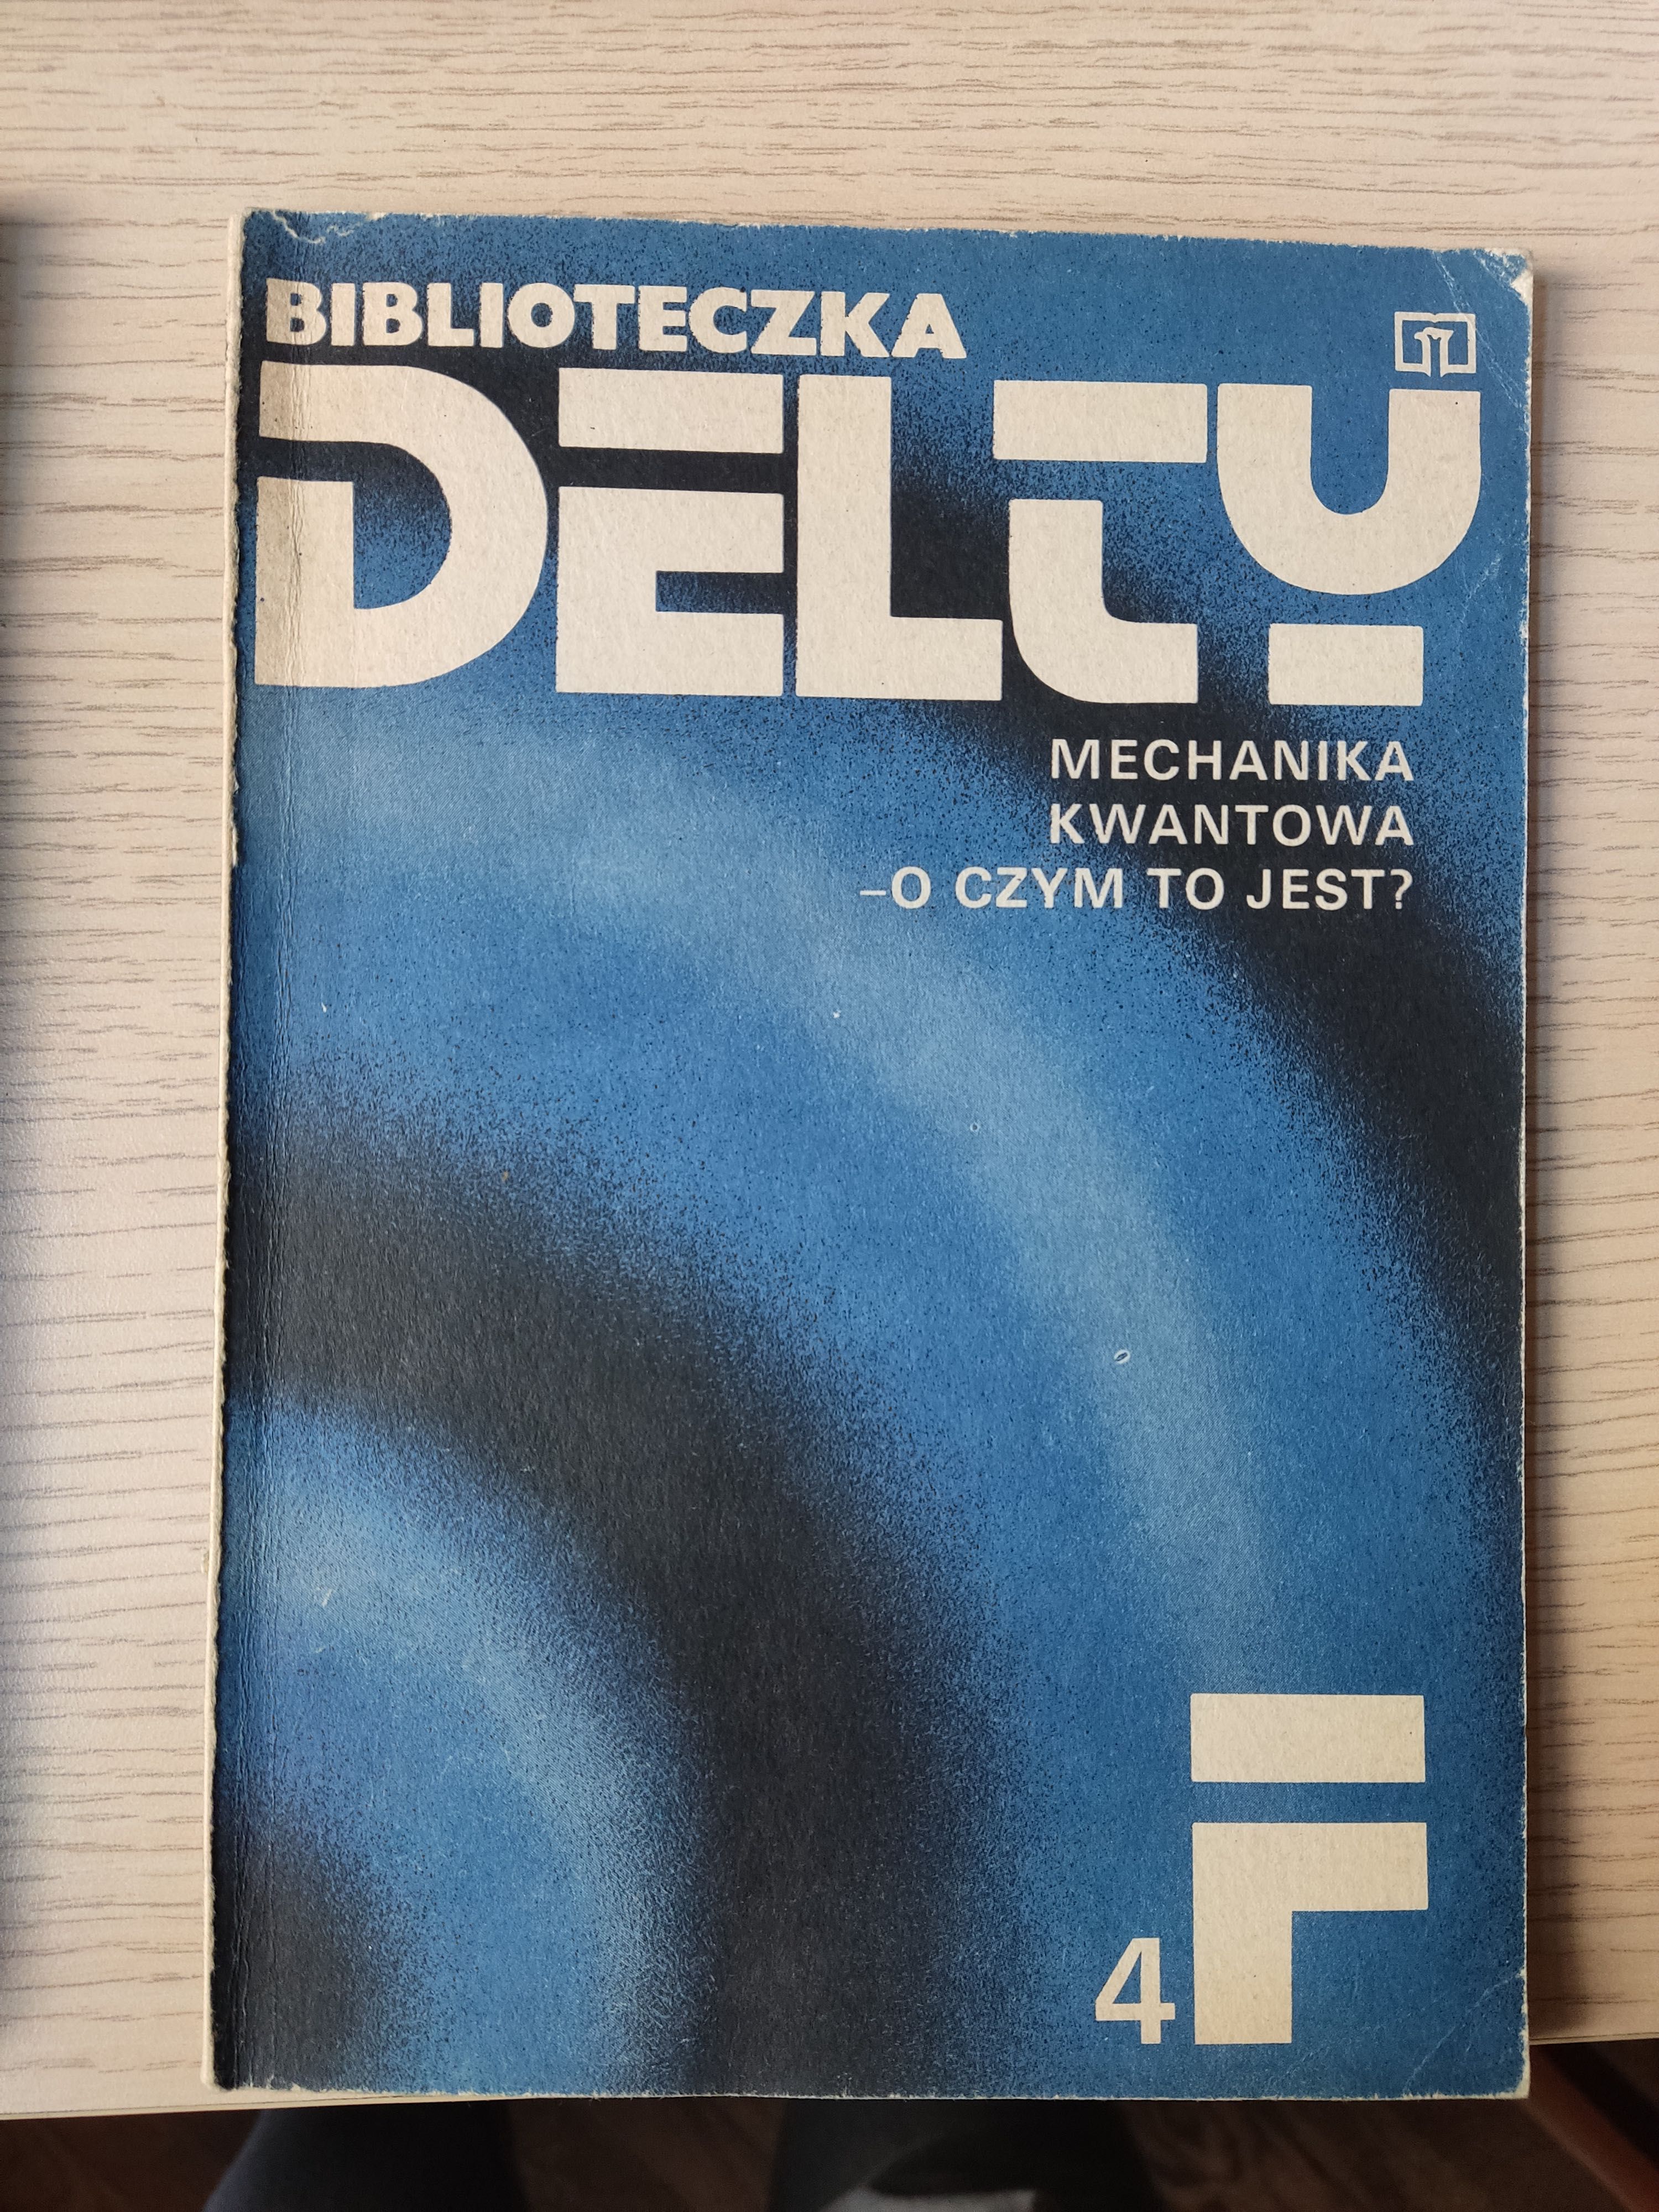 BIBLIOTECZKA
DELTY
MECHANIKA
KWANTOWA
–O CZYM TO JEST?
4 F